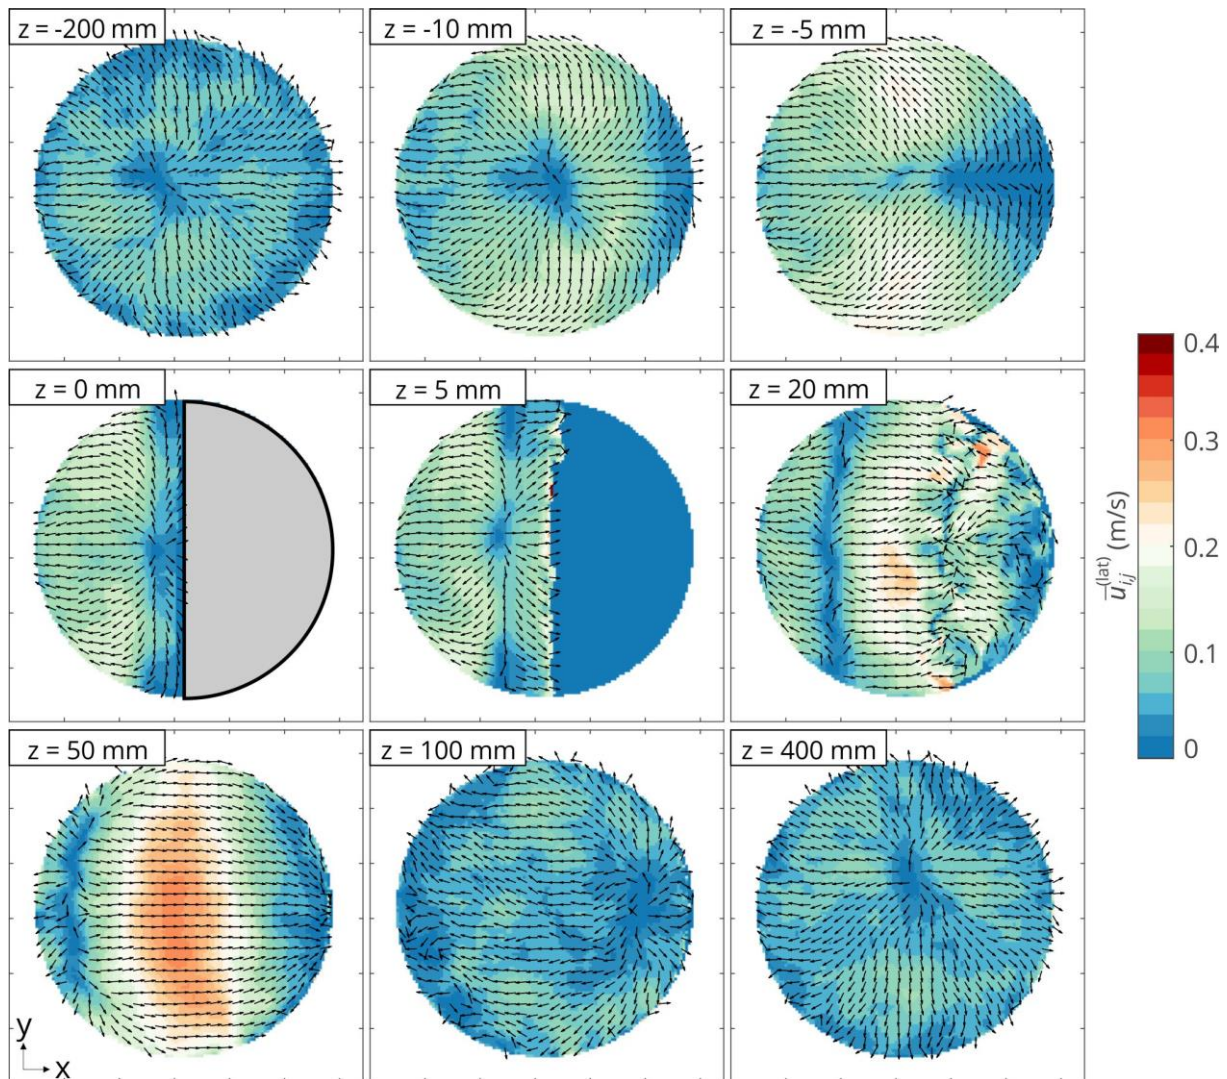 z = -200 mm
z = -10 mm
z = -5 mm
z = 0 mm
z = 5 mm
z = 20 mm
z = 50 mm
z = 100 mm
z = 400 mm
y
x
0.4
0.3
0.2
0.1
0
u̅i,j(lat) (m/s)